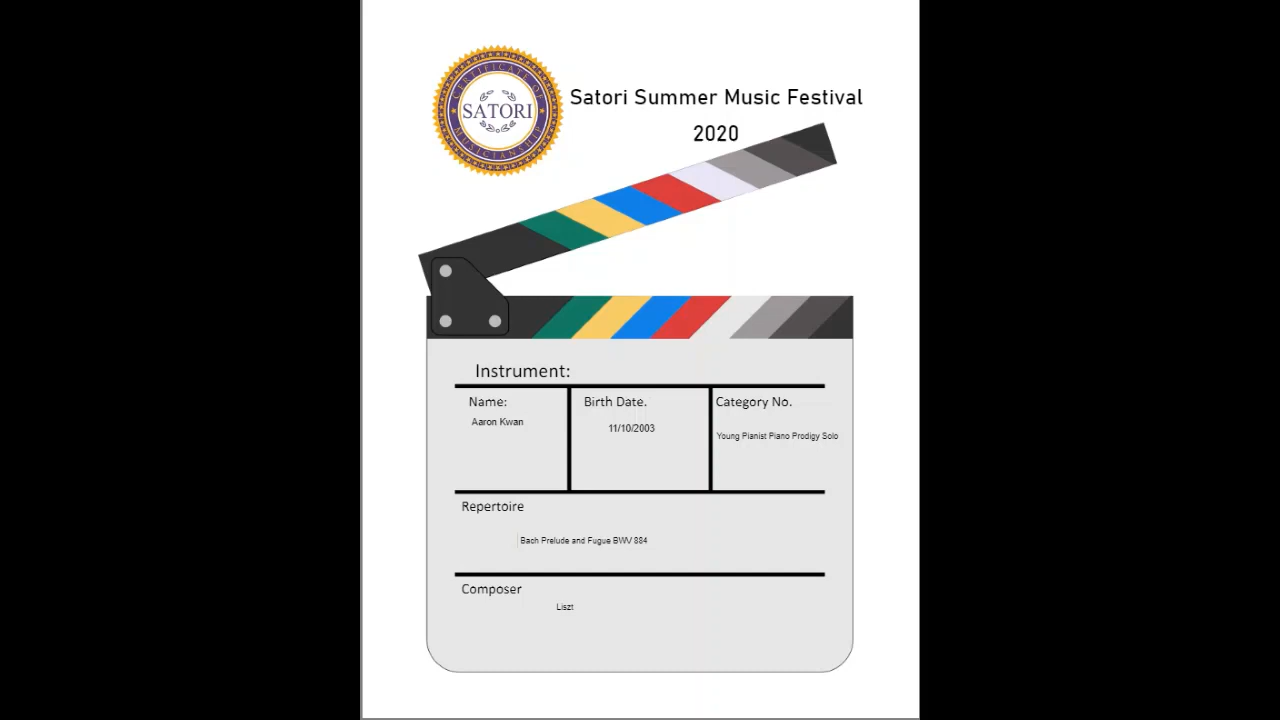 CERTIFICATE OF
SATORI
MUSICIANSHIP
Satori Summer Music Festival
2020
Instrument:
Name:
Birth Date.
Category No.
Aaron Kwan
11/10/2003
Young Pianist Piano Prodigy Solo
Repertoire
Bach Prelude and Fugue BWV 884
Composer
Liszt